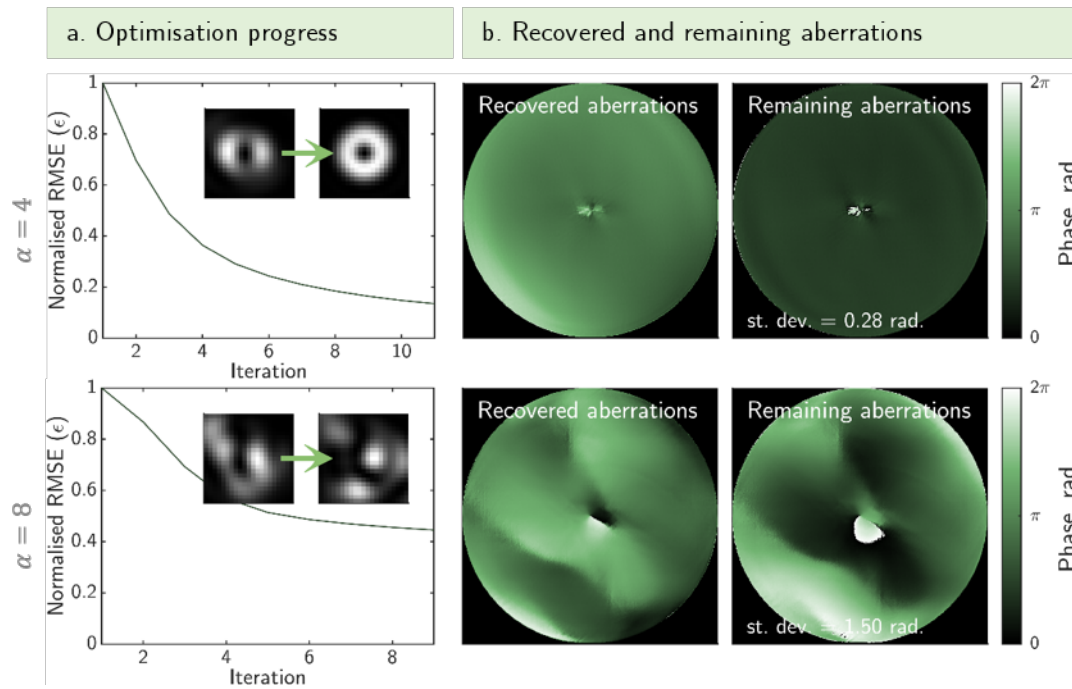 a. Optimisation progress
b. Recovered and remaining aberrations
α = 4
Normalised RMSE (ϵ)
1
0.8
0.6
0.4
0.2
0
2 4 6 8 10
Iteration
Recovered aberrations
Remaining aberrations
st. dev. = 0.28 rad.
2π
π
0
Phase, rad
α = 8
Normalised RMSE (ϵ)
1
0.8
0.6
0.4
0.2
0
2 4 6 8
Iteration
Recovered aberrations
Remaining aberrations
st. dev. = 1.50 rad.
2π
π
0
Phase, rad